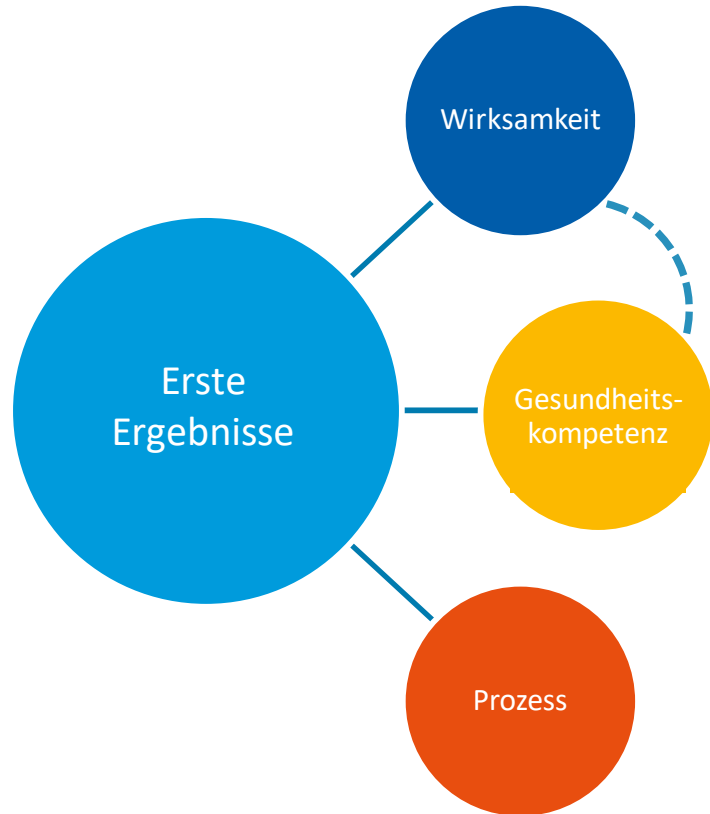 Wirksamkeit
Erste
Ergebnisse
Gesundheits-
kompetenz
Prozess